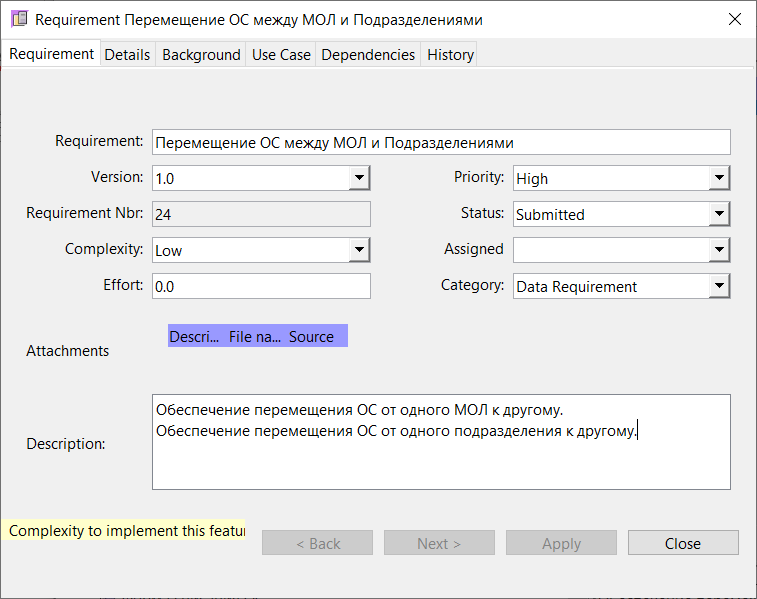 Requirement Перемещение ОС между МОЛ и Подразделениями
Requirement Details Background Use Case Dependencies History
Requirement: Перемещение ОС между МОЛ и Подразделениями
Version: 1.0 Priority: High
Requirement Nbr: 24 Status: Submitted
Complexity: Low Assigned
Effort: 0.0 Category: Data Requirement
Attachments Descri... File na... Source
Description: Обеспечение перемещения ОС от одного МОЛ к другому.
Обеспечение перемещения ОС от одного подразделения к другому.
Complexity to implement this featu
< Back Next > Apply Close